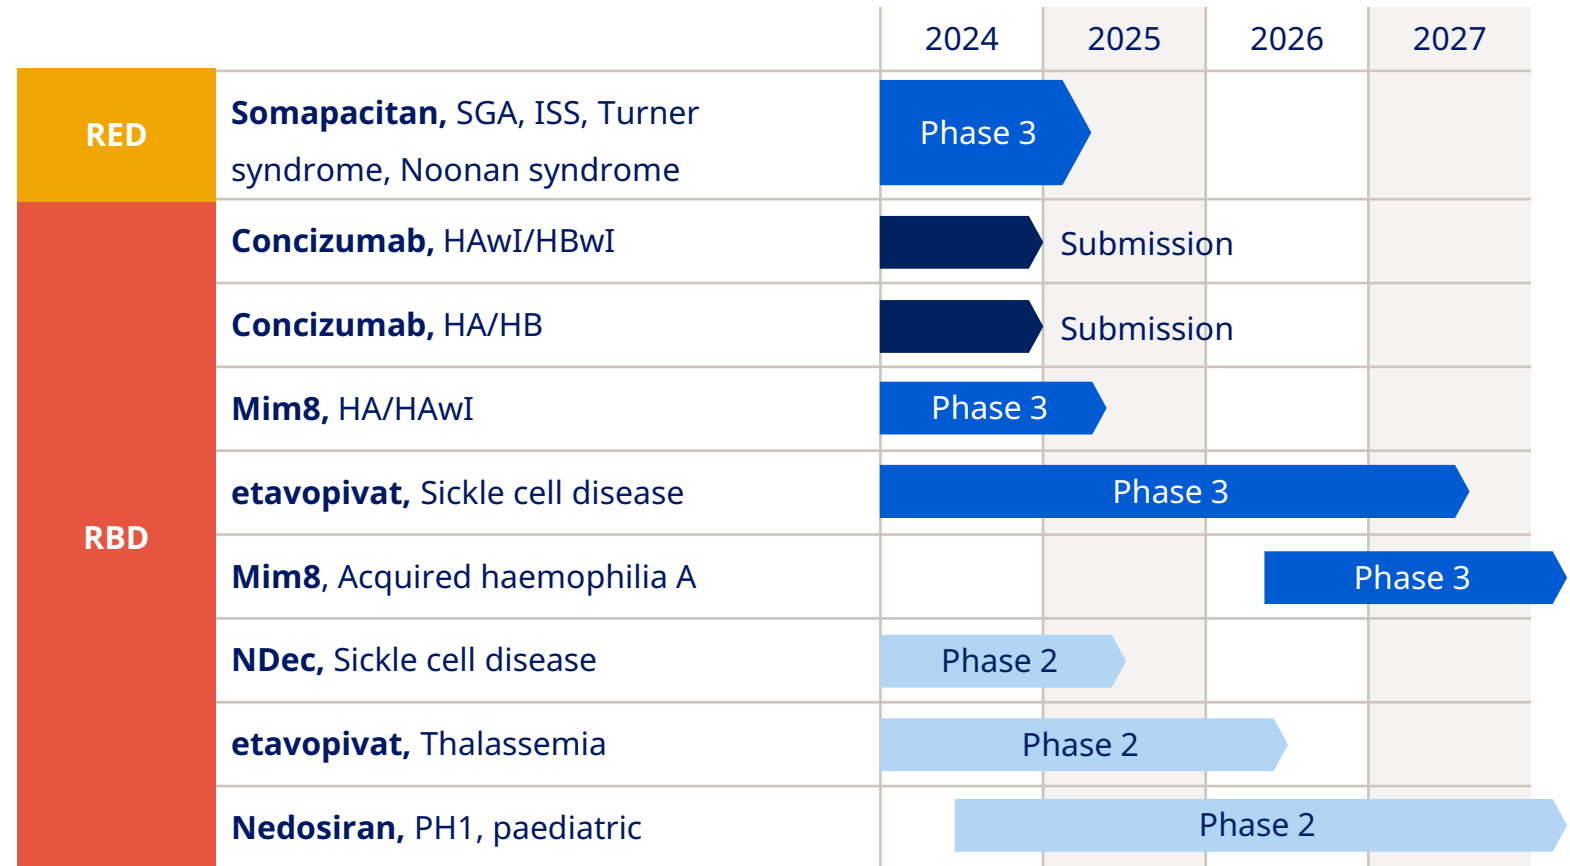 2024 2025 2026 2027
RED
Somapacitan, SGA, ISS, Turner
syndrome, Noonan syndrome
Phase 3
RBD
Concizumab, HAwI/HBwI
Submission
Concizumab, HA/HB
Submission
Mim8, HA/HAwI
Phase 3
etavopivat, Sickle cell disease
Phase 3
Mim8, Acquired haemophilia A
Phase 3
NDec, Sickle cell disease
Phase 2
etavopivat, Thalassemia
Phase 2
Nedosiran, PH1, paediatric
Phase 2